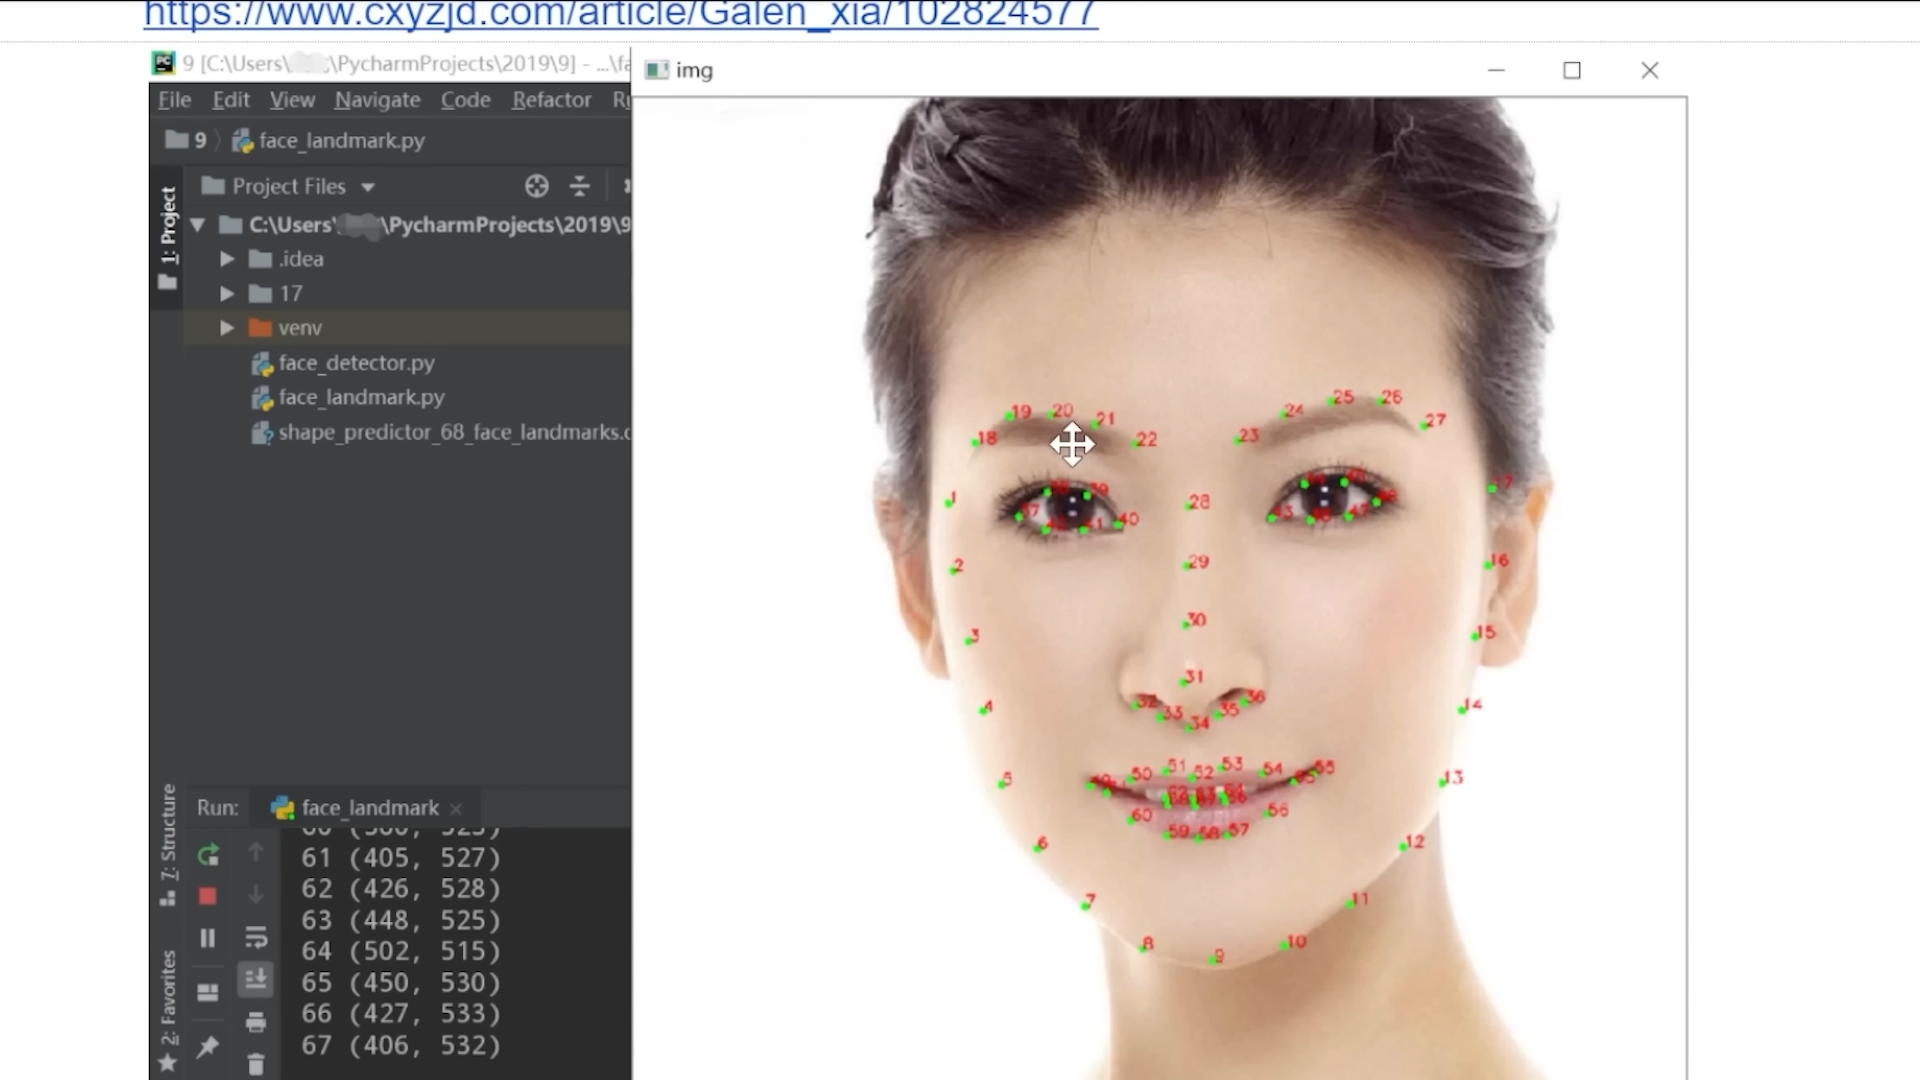 https://www.cxyzjd.com/article/Galen_xia/102824577
9 [C:\Users\ \PycharmProjects\2019\9] - ...\fa
img
File Edit View Navigate Code Refactor Ru
9 face_landmark.py
1: Project
Project Files
C:\Users\ \PycharmProjects\2019\9
.idea
17
venv
face_detector.py
face_landmark.py
shape_predictor_68_face_landmarks.
19 20 21 25 26
24 27
18 22 23
1 39 28 17
37 40 43
2 29 16
3 30 15
31
4 32 33 34 35 36 14
5 50 51 52 53 54 55 13
60 56
59 58 57
6 12
7 11
8 9 10
7: Structure
2: Favorites
Run: face_landmark
61 (405, 527)
62 (426, 528)
63 (448, 525)
64 (502, 515)
65 (450, 530)
66 (427, 533)
67 (406, 532)